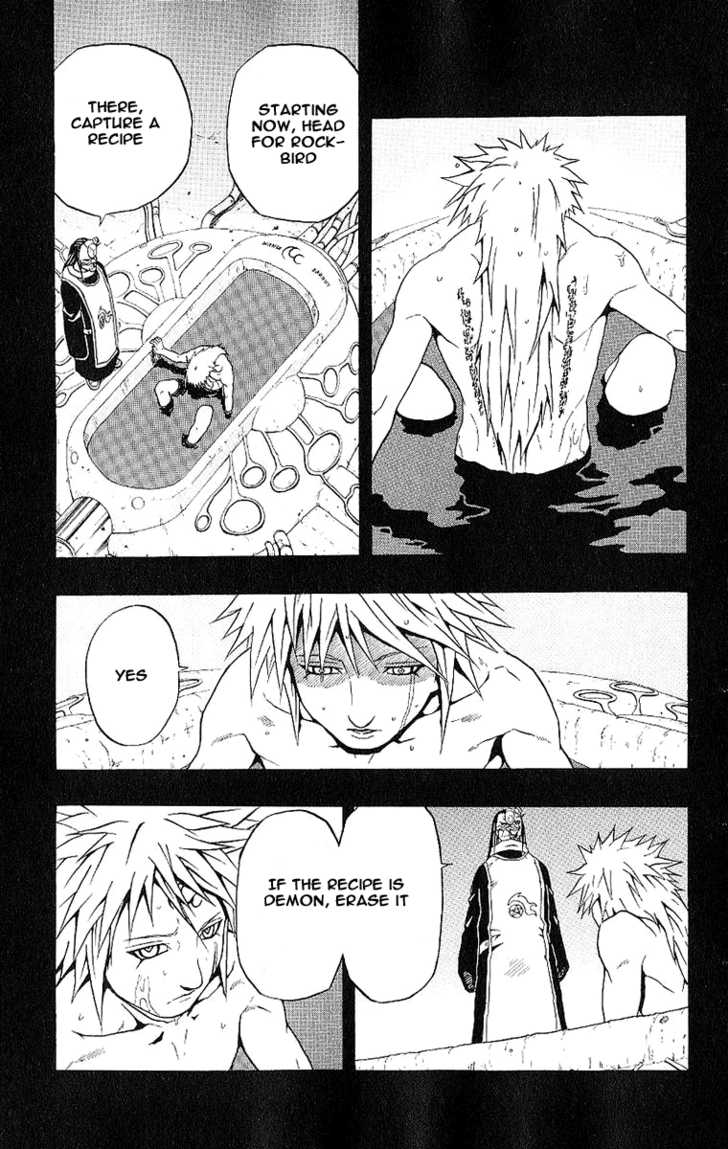 STARTING
NOW, HEAD
FOR ROCK-
BIRD
THERE,
CAPTURE A
RECIPE
YES
IF THE RECIPE IS
DEMON, ERASE IT